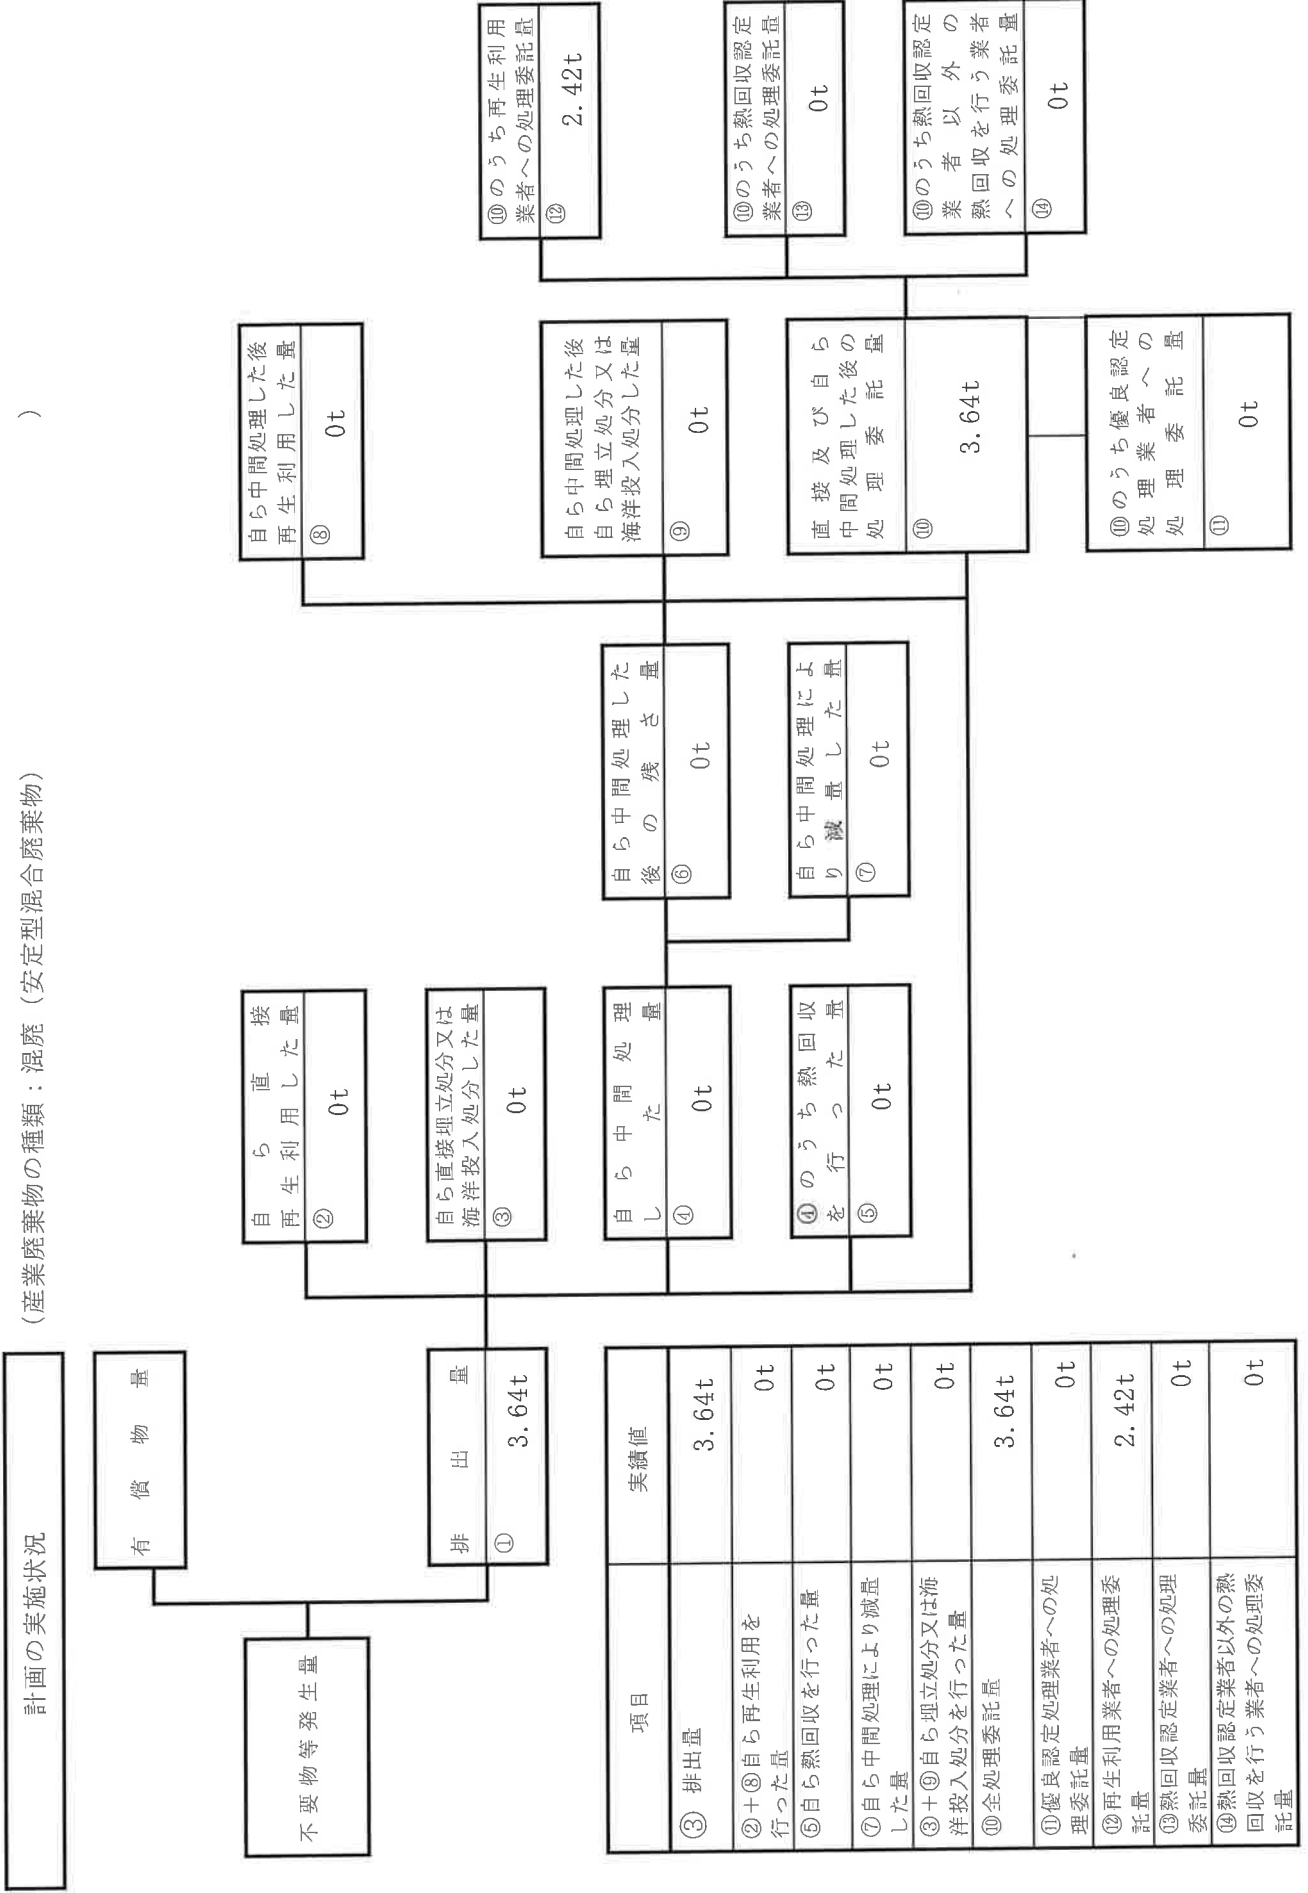 計画の実施状況
(産業廃棄物の種類:混廃(安定型混合廃棄物)
)
有償物量
不要物等発生量
排出量
① 3.64t
自ら直接
再生利用した量
② 0t
自ら直接埋立処分又は
海洋投入処分した量
③ 0t
自ら中間処理
した量
④ 0t
④のうち熱回収
を行った量
⑤ 0t
自ら中間処理した
後の残さ量
⑥ 0t
自ら中間処理によ
り減量した量
⑦ 0t
自ら中間処理した後
再生利用した量
⑧ 0t
自ら中間処理した後
自ら埋立処分又は
海洋投入処分した量
⑨ 0t
直接及び自ら
中間処理した後の
処理委託量
⑩ 3.64t
⑩のうち優良認定
処理業者への
処理委託量
⑪ 0t
⑩のうち再生利用
業者への処理委託量
⑫ 2.42t
⑩のうち熱回収認定
業者への処理委託量
⑬ 0t
⑩のうち熱回収認定
業者以外の
熱回収を行う業者
への処理委託量
⑭ 0t
項目 実績値
③ 排出量 3.64t
②+⑧自ら再生利用を
行った量 0t
⑤自ら熱回収を行った量 0t
⑦自ら中間処理により減量
した量 0t
③+⑨自ら埋立処分又は海
洋投入処分を行った量 0t
⑩全処理委託量 3.64t
⑪優良認定処理業者への処
理委託量 0t
⑫再生利用業者への処理委
託量 2.42t
⑬熱回収認定業者への処理
委託量 0t
⑭熱回収認定業者以外の熱
回収を行う業者への処理委
託量 0t